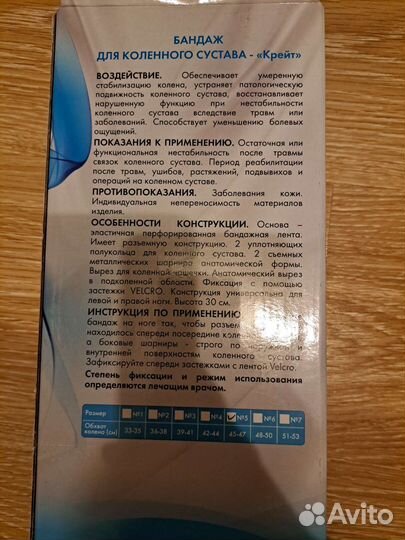 БАНДАЖ
ДЛЯ КОЛЕННОГО СУСТАВА - «Крейт»
ВОЗДЕЙСТВИЕ. Обеспечивает умеренную
стабилизацию колена, устраняет патологическую
подвижность коленного сустава, восстанавливает
нарушенную функцию при нестабильности
коленного сустава вследствие травм или
заболеваний. Способствует уменьшению болевых
ощущений.
ПОКАЗАНИЯ К ПРИМЕНЕНИЮ. Остаточная или
функциональная нестабильность после травмы
связок коленного сустава. Период реабилитации
после травм, ушибов, растяжений, подвывихов и
операций на коленном суставе.
ПРОТИВОПОКАЗАНИЯ. Заболевания кожи.
Индивидуальная непереносимость материалов
изделия.
ОСОБЕННОСТИ КОНСТРУКЦИИ. Основа -
эластичная перфорированная бандажная лента.
Имеет разъемную конструкцию. 2 уплотняющих
полукольца для коленного сустава. 2 съемных
металлических шарнира анатомической формы.
Вырез для коленной чашечки. Анатомический вырез
в подколенной области. Фиксация с помощью
застежки VELCRO. Конструкция универсальна для
левой и правой ноги. Высота 30 см.
ИНСТРУКЦИЯ ПО ПРИМЕНЕНИЮ.
бандаж на ноге так, чтобы разъем
находилась спереди посередине
а боковые шарниры - строго по наружной и
внутренней поверхностям коленного сустава.
Зафиксируйте спереди застежками с лентой Velcro.
Степень фиксации и режим использования
определяются лечащим врачом.
Размер №1 №2 №3 №4 №5 №6 №7
Обхват колена (см) 33-35 36-38 39-41 42-44 45-47 48-50 51-53
Avito